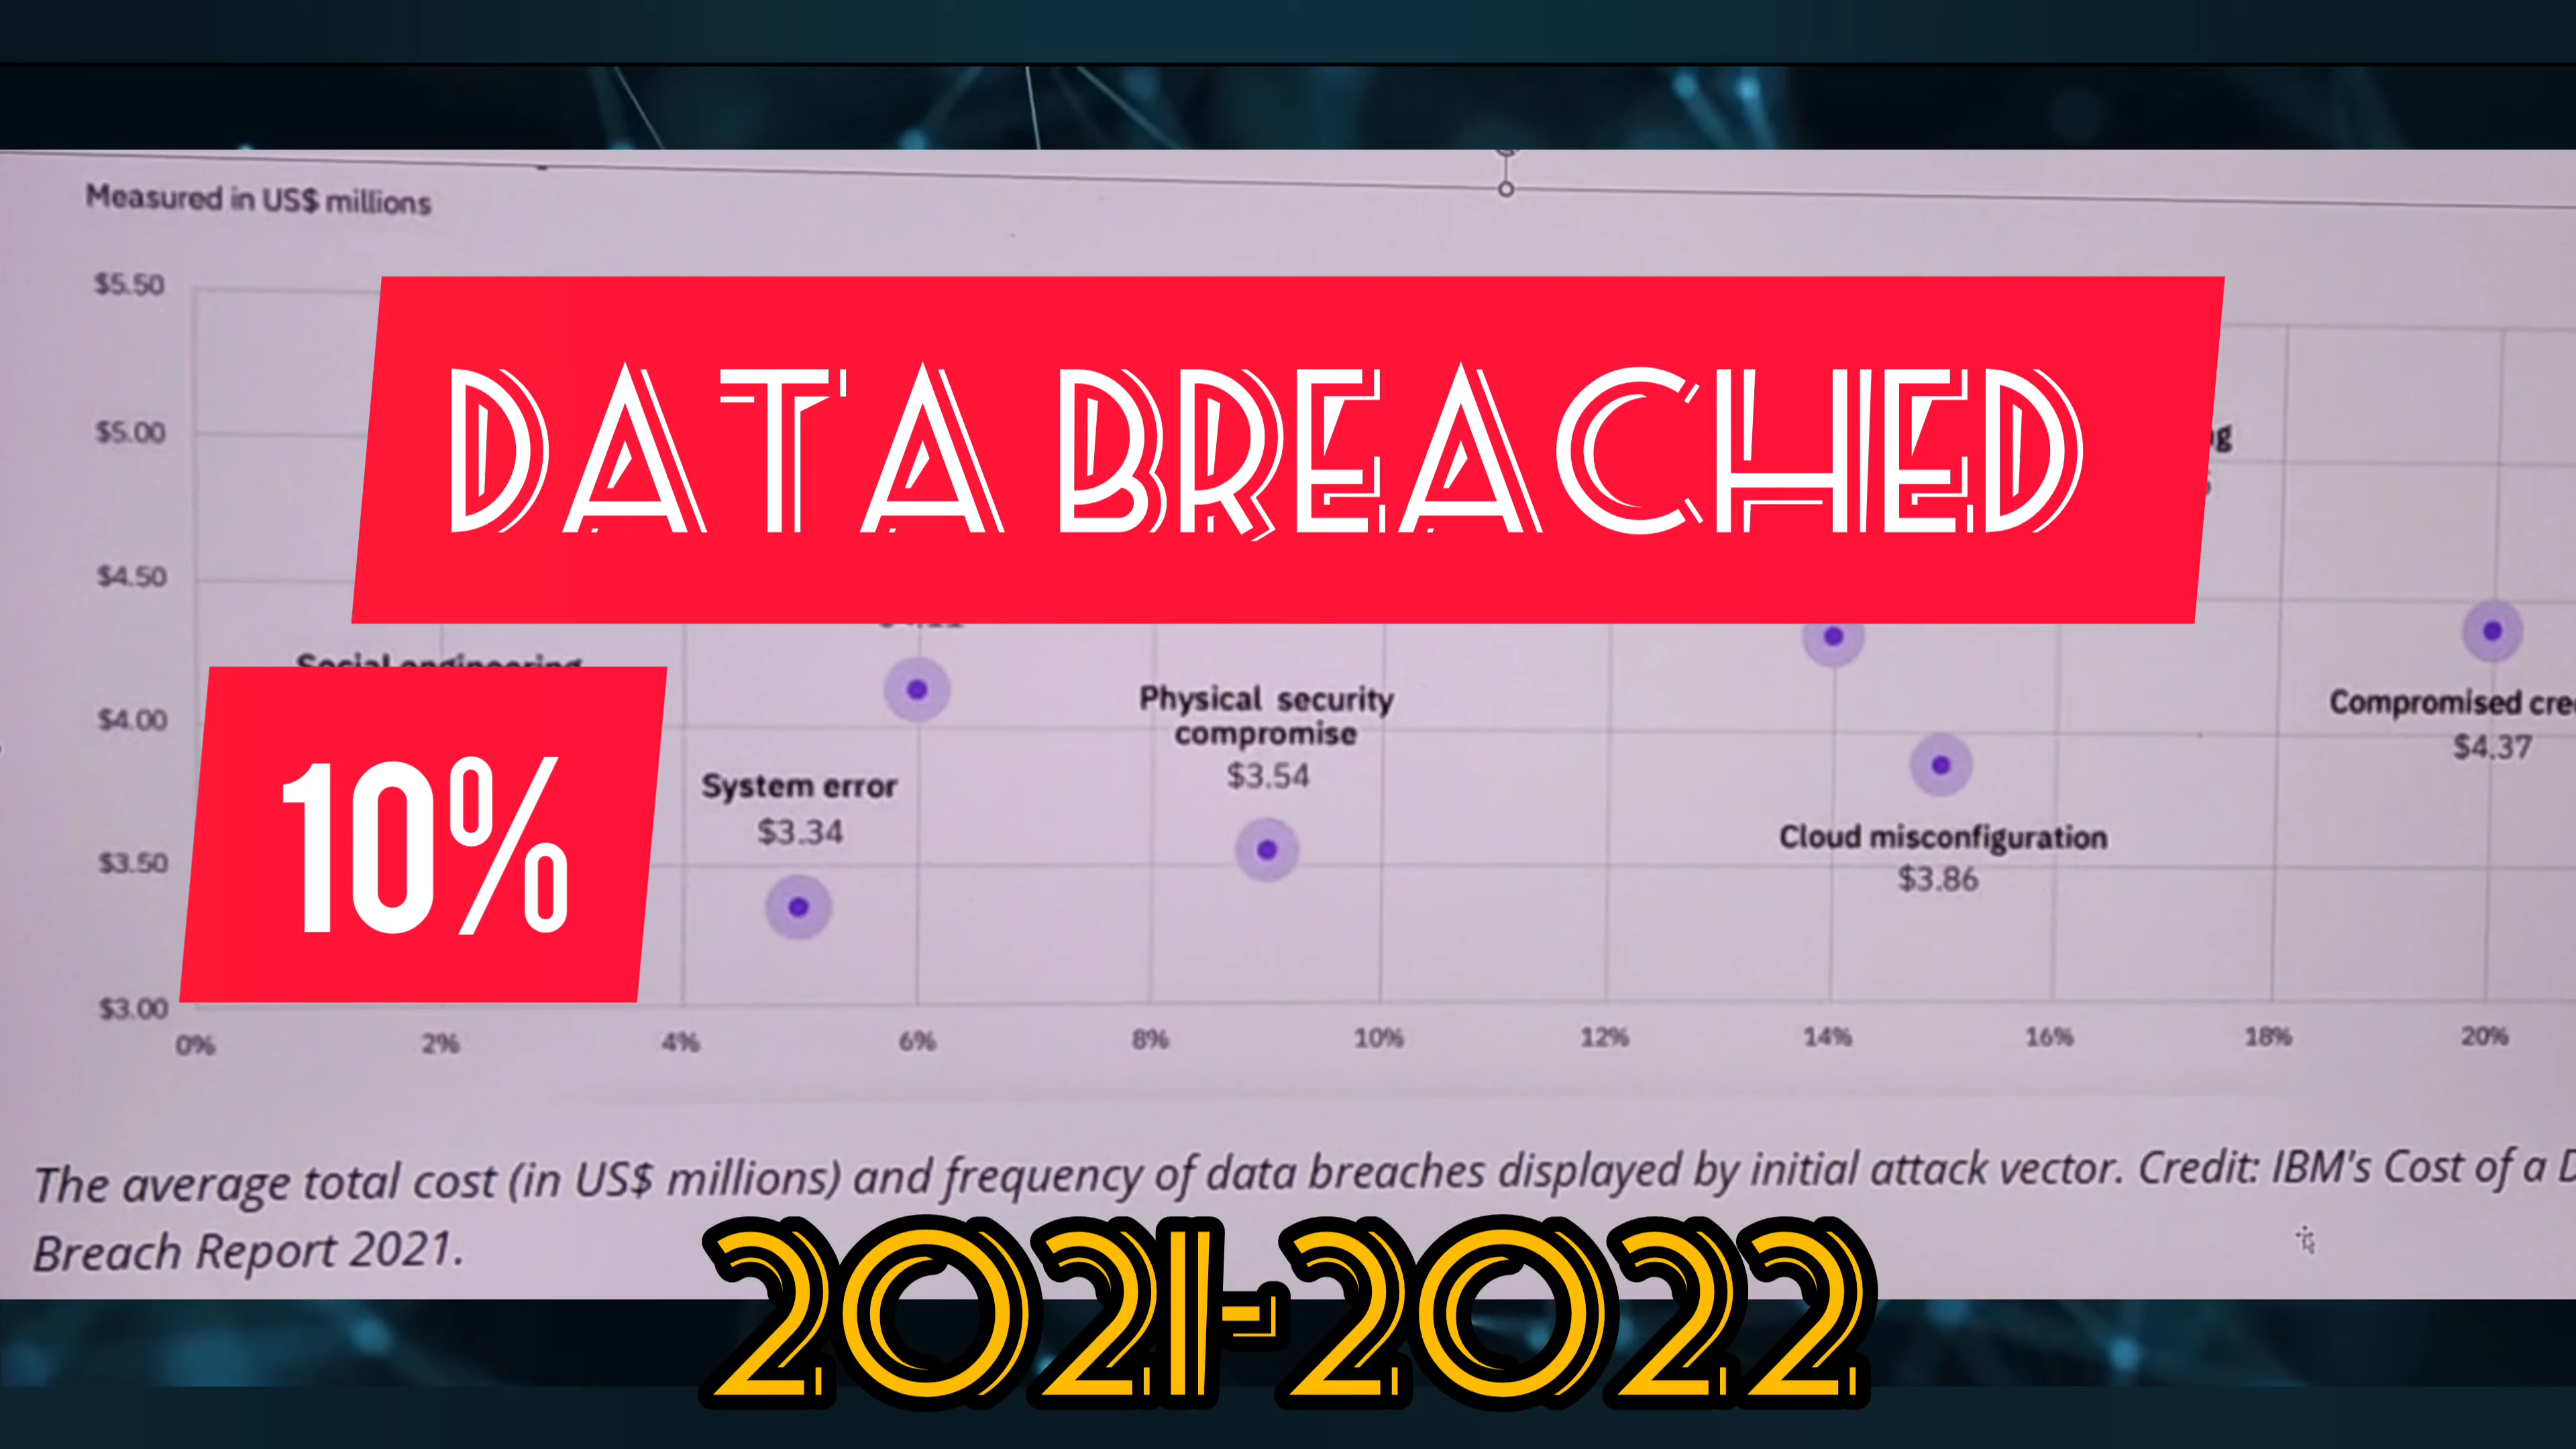 Measured in US$ millions
$5.50
DATA BREACHED
$5.00
$4.50
Social engineering
$4.00
Physical security
compromise
$3.54
Compromised
$4.37
10%
System error
$3.34
Cloud misconfiguration
$3.86
$3.50
$3.00
0% 2% 4% 6% 8% 10% 12% 14% 16% 18% 20%
The average total cost (in US$ millions) and frequency of data breaches displayed by initial attack vector. Credit: IBM's Cost of a
Breach Report 2021.
2021-2022